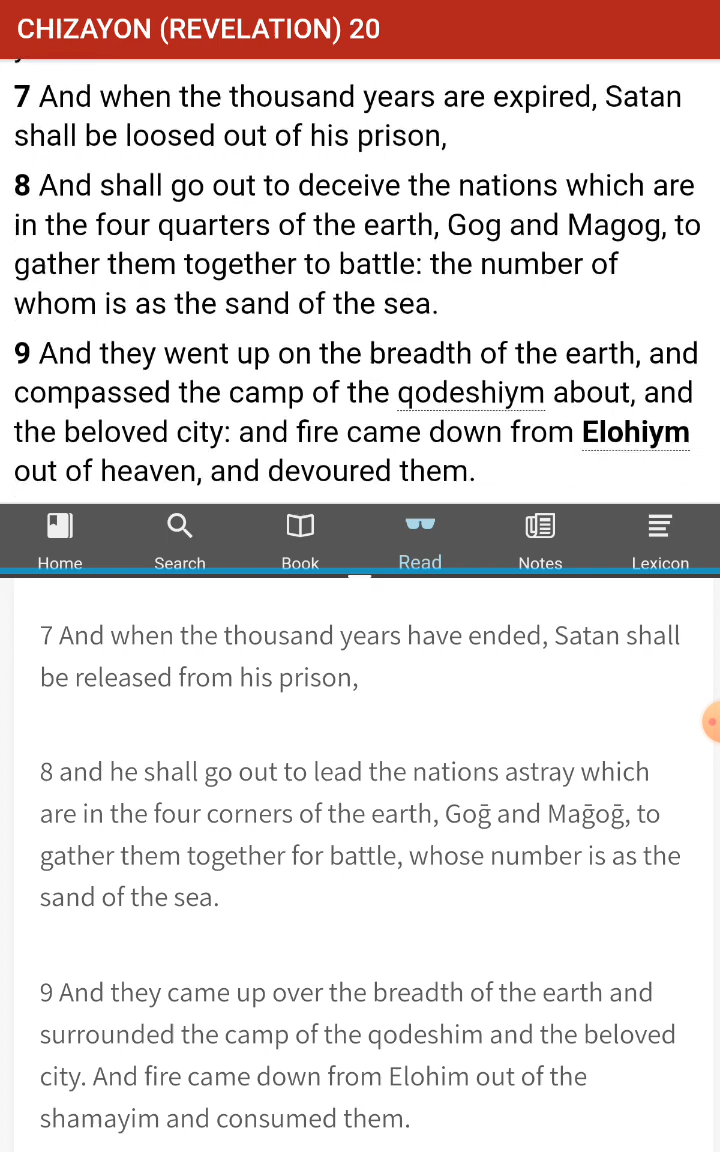 CHIZAYON (REVELATION) 20
7 And when the thousand years are expired, Satan
shall be loosed out of his prison,
8 And shall go out to deceive the nations which are
in the four quarters of the earth, Gog and Magog, to
gather them together to battle: the number of
whom is as the sand of the sea.
9 And they went up on the breadth of the earth, and
compassed the camp of the qodeshiym about, and
the beloved city: and fire came down from Elohiym
out of heaven, and devoured them.
Home Search Book Read Notes Lexicon
7 And when the thousand years have ended, Satan shall
be released from his prison,
8 and he shall go out to lead the nations astray which
are in the four corners of the earth, Goḡ and Maḡoḡ, to
gather them together for battle, whose number is as the
sand of the sea.
9 And they came up over the breadth of the earth and
surrounded the camp of the qodeshim and the beloved
city. And fire came down from Elohim out of the
shamayim and consumed them.